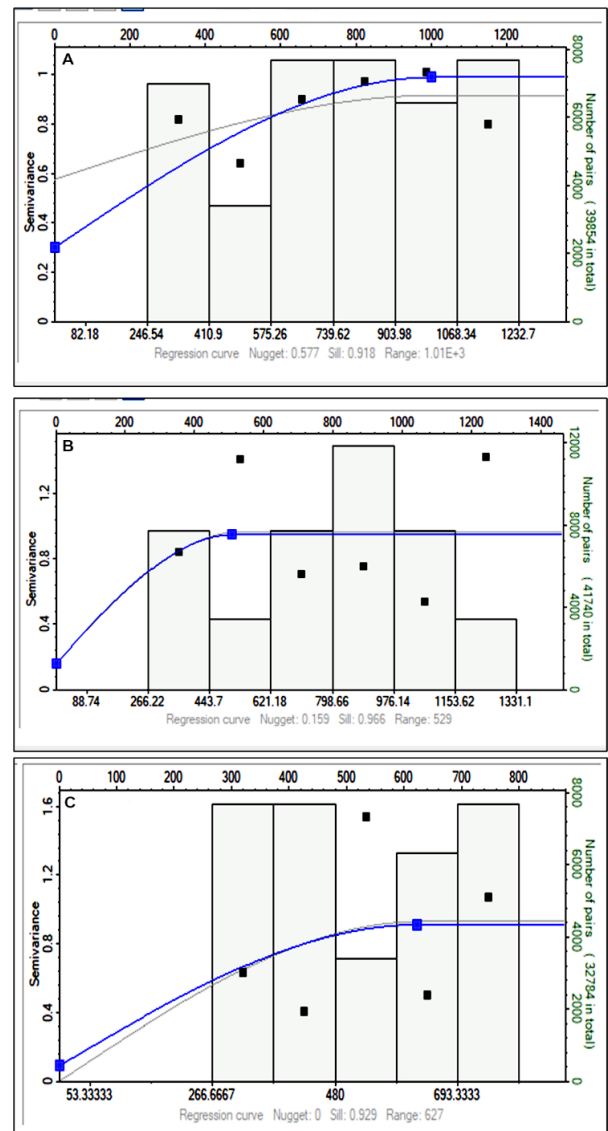 0 200 400 600 800 1000 1200
A
Semivariance
1
0.8
0.6
0.4
0.2
0
8000
6000
4000
2000
0
Number of pairs ( 39854 in total)
82.18 246.54 410.9 575.26 739.62 903.98 1068.34 1232.7
Regression curve Nugget: 0.577 Sill: 0.918 Range: 1.01E+3
0 200 400 600 800 1000 1200 1400
B
Semivariance
1.2
0.8
0.4
0
12000
8000
4000
0
Number of pairs ( 41740 in total)
88.74 266.22 443.7 621.18 798.66 976.14 1153.62 1331.1
Regression curve Nugget: 0.159 Sill: 0.966 Range: 529
0 100 200 300 400 500 600 700 800
C
Semivariance
1.6
1.2
0.8
0.4
0
8000
6000
4000
2000
0
Number of pairs ( 32784 in total)
53.33333 266.6667 480 693.3333
Regression curve Nugget: 0 Sill: 0.929 Range: 627